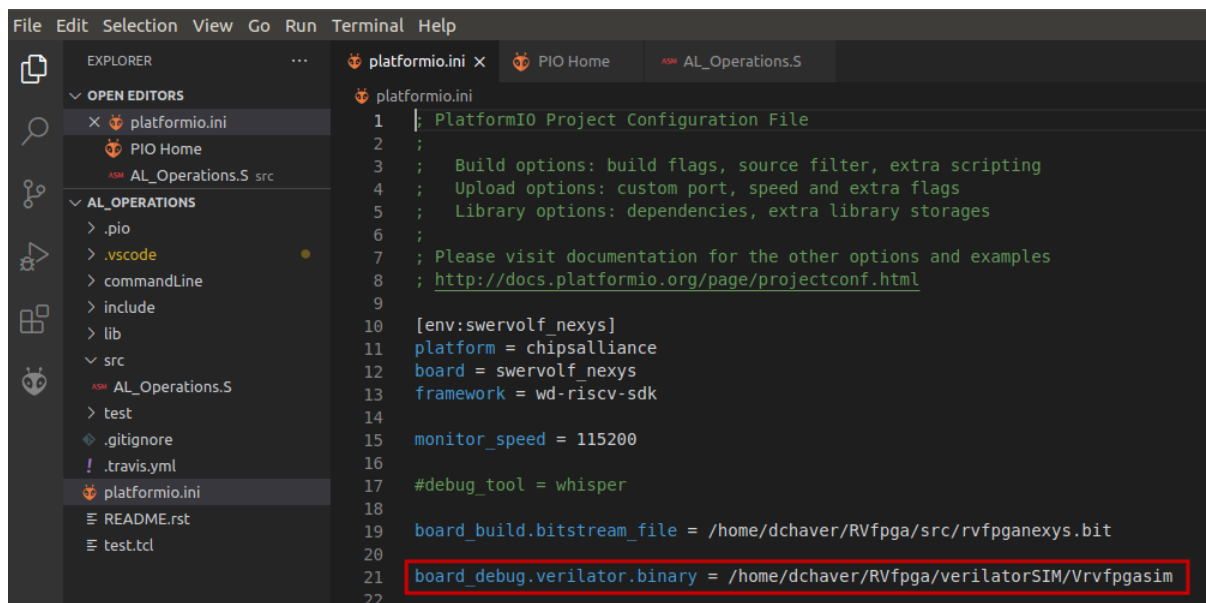 File Edit Selection View Go Run Terminal Help
EXPLORER ...
OPEN EDITORS
platformio.ini
PIO Home
ASM AL_Operations.S src
AL_OPERATIONS
.pio
.vscode
commandLine
include
lib
src
ASM AL_Operations.S
test
.gitignore
! .travis.yml
platformio.ini
README.rst
test.tcl
platformio.ini PIO Home ASM AL_Operations.S
platformio.ini
1 ; PlatformIO Project Configuration File
2 ;
3 ;   Build options: build flags, source filter, extra scripting
4 ;   Upload options: custom port, speed and extra flags
5 ;   Library options: dependencies, extra library storages
6 ;
7 ; Please visit documentation for the other options and examples
8 ; http://docs.platformio.org/page/projectconf.html
9
10 [env:swervolf_nexys]
11 platform = chipsalliance
12 board = swervolf_nexys
13 framework = wd-riscv-sdk
14
15 monitor_speed = 115200
16
17 #debug_tool = whisper
18
19 board_build.bitstream_file = /home/dchaver/RVfpga/src/rvfpganexys.bit
20
21 board_debug.verilator.binary = /home/dchaver/RVfpga/verilatorSIM/Vrvfpgasim
22